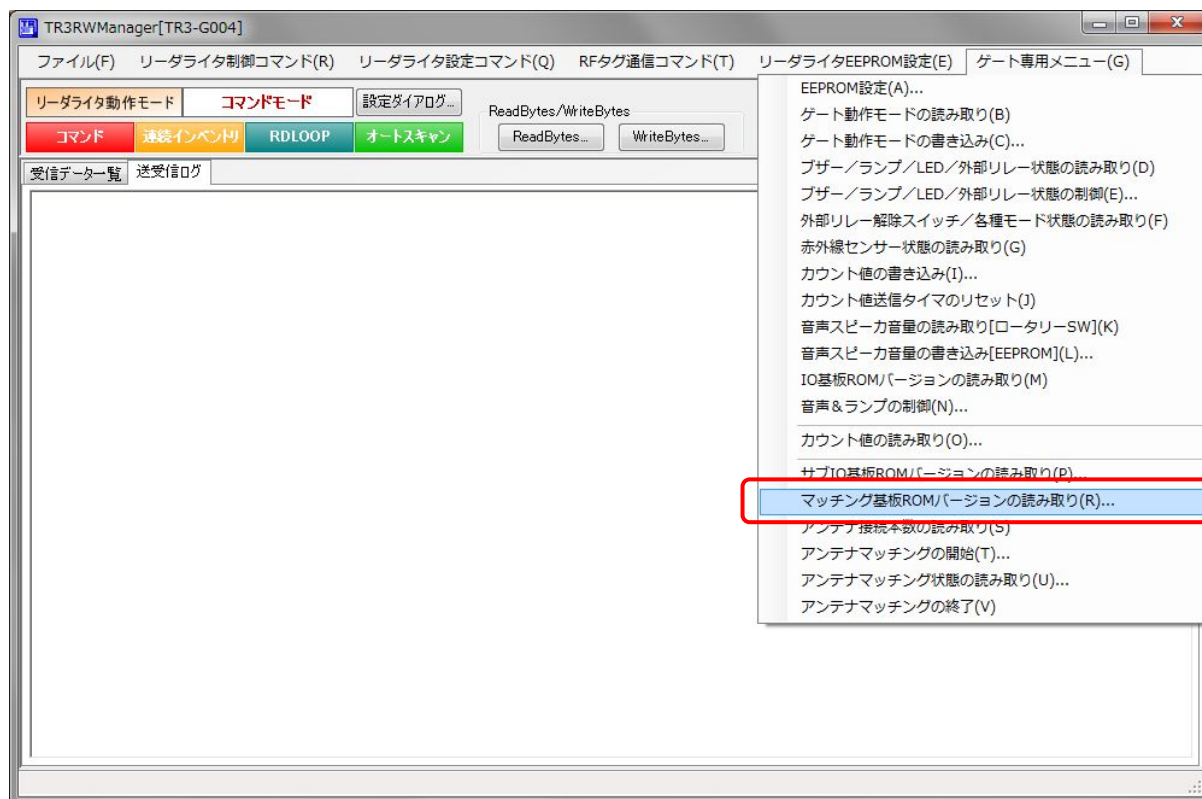 TR3RWManager[TR3-G004]
ファイル(F) リーダライタ制御コマンド(R) リーダライタ設定コマンド(Q) RFタグ通信コマンド(T) リーダライタEEPROM設定(E) ゲート専用メニュー(G)
リーダライタ動作モード コマンドモード 設定ダイアログ... ReadBytes/WriteBytes
コマンド 連続インベントリ RDLOOP オートスキャン ReadBytes... WriteBytes...
受信データ一覧 送受信ログ
EEPROM設定(A)...
ゲート動作モードの読み取り(B)
ゲート動作モードの書き込み(C)...
ブザー／ランプ／LED／外部リレー状態の読み取り(D)
ブザー／ランプ／LED／外部リレー状態の制御(E)...
外部リレー解除スイッチ／各種モード状態の読み取り(F)
赤外線センサー状態の読み取り(G)
カウント値の書き込み(I)...
カウント値送信タイマのリセット(J)
音声スピーカ音量の読み取り[ロータリーSW](K)
音声スピーカ音量の書き込み[EEPROM](L)...
IO基板ROMバージョンの読み取り(M)
音声＆ランプの制御(N)...
カウント値の読み取り(O)...
サブIO基板ROMバージョンの読み取り(P)...
マッチング基板ROMバージョンの読み取り(R)...
アンテナ接続本数の読み取り(S)
アンテナマッチングの開始(T)...
アンテナマッチング状態の読み取り(U)...
アンテナマッチングの終了(V)